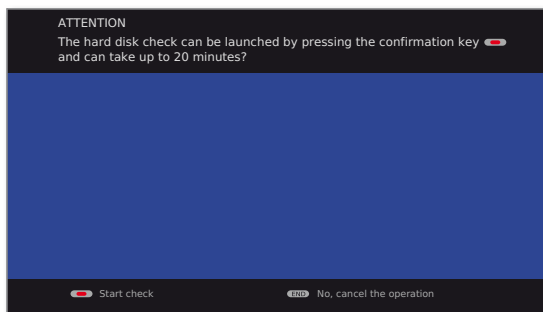 ATTENTION
The hard disk check can be launched by pressing the confirmation key
and can take up to 20 minutes?
Start check
END No, cancel the operation